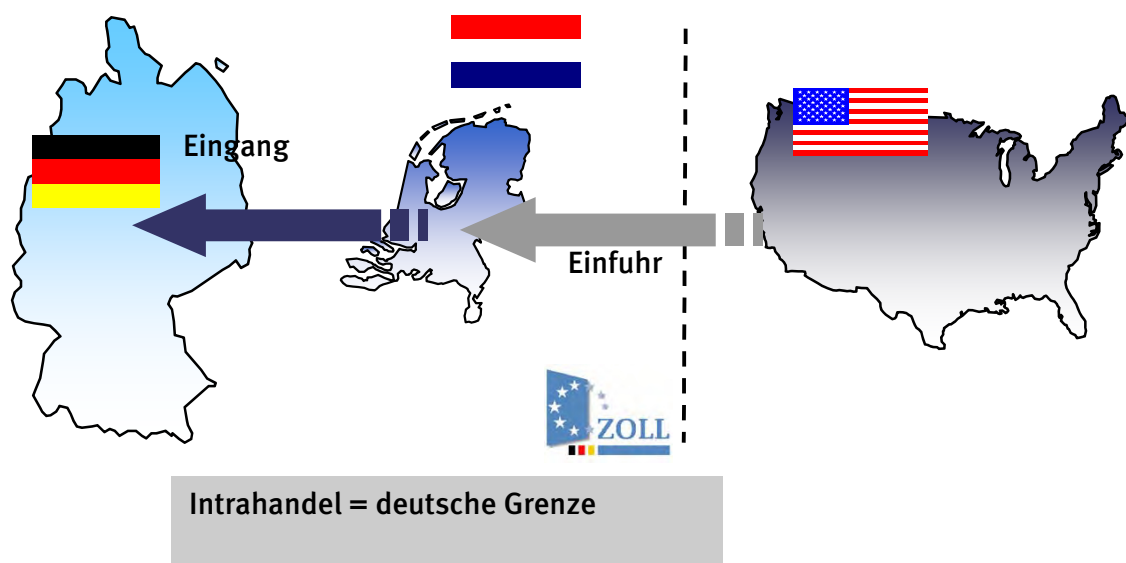 Eingang
Einfuhr
ZOLL
Intrahandel = deutsche Grenze